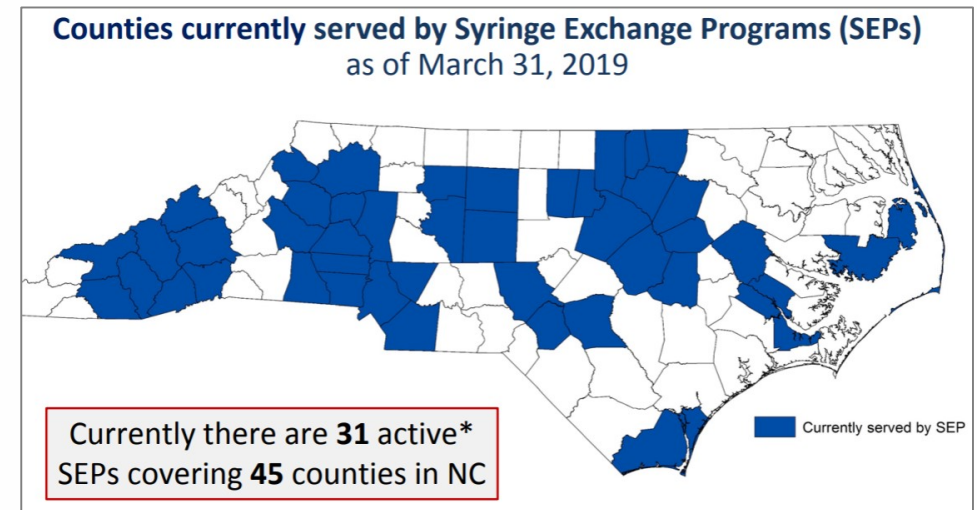 Counties currently served by Syringe Exchange Programs (SEPs)
as of March 31, 2019
Currently served by SEP
Currently there are 31 active*
SEPs covering 45 counties in NC